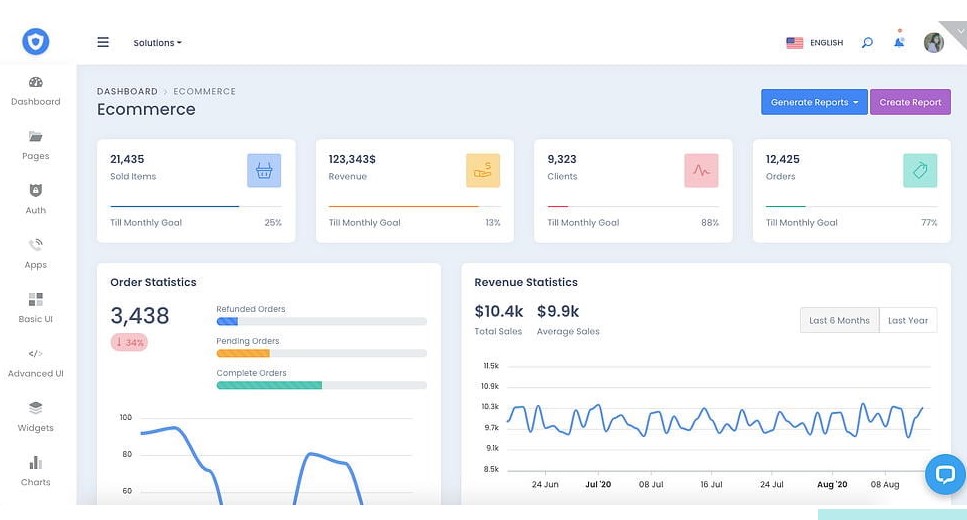 Solutions
ENGLISH
Dashboard
Pages
Auth
Apps
Basic UI
Advanced UI
Widgets
Charts
DASHBOARD > ECOMMERCE
Ecommerce
Generate Reports
Create Report
21,435
Sold Items
Till Monthly Goal 25%
123,343$
Revenue
Till Monthly Goal 13%
9,323
Clients
Till Monthly Goal 88%
12,425
Orders
Till Monthly Goal 77%
Order Statistics
3,438
↓ 34%
Refunded Orders
Pending Orders
Complete Orders
100
80
60
Revenue Statistics
$10.4k $9.9k
Total Sales Average Sales
Last 6 Months Last Year
11.5k
10.9k
10.3k
9.7k
9.1k
8.5k
24 Jun Jul '20 08 Jul 16 Jul 24 Jul Aug '20 08 Aug